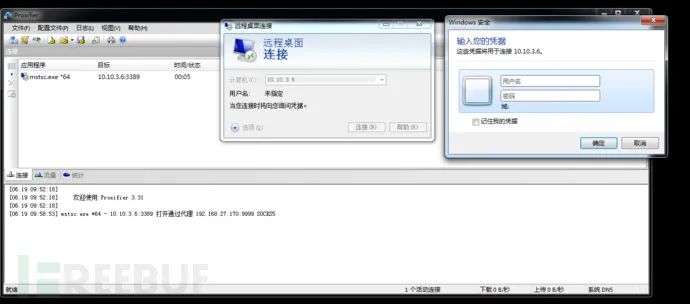 Proxifier
文件(F) 配置文件(P) 日志(L) 视图(V) 帮助(H)
连接
应用程序 目标 时间/状态
mstsc.exe *64 10.10.3.6:3389 00:05
远程桌面连接
远程桌面
连接
计算机(C): 10.10.3.6
用户名: 未指定
当您连接时将向您询问凭据。
选项(O) 连接(N) 帮助(H)
Windows 安全
输入您的凭据
这些凭据将用于连接 10.10.3.6。
用户名
密码
域:
记住我的凭据
确定 取消
连接 流量 统计
[06.19 09:52:18]
[06.19 09:52:18] 欢迎使用 Proxifier 3.31
[06.19 09:52:18]
[06.19 09:58:53] mstsc.exe *64 - 10.10.3.6:3389 打开通过代理 192.168.27.170:9999 SOCKS5
FREEBUF
就绪 1 个活动连接 下载 0 B/秒 上传 0 B/秒 系统 DNS